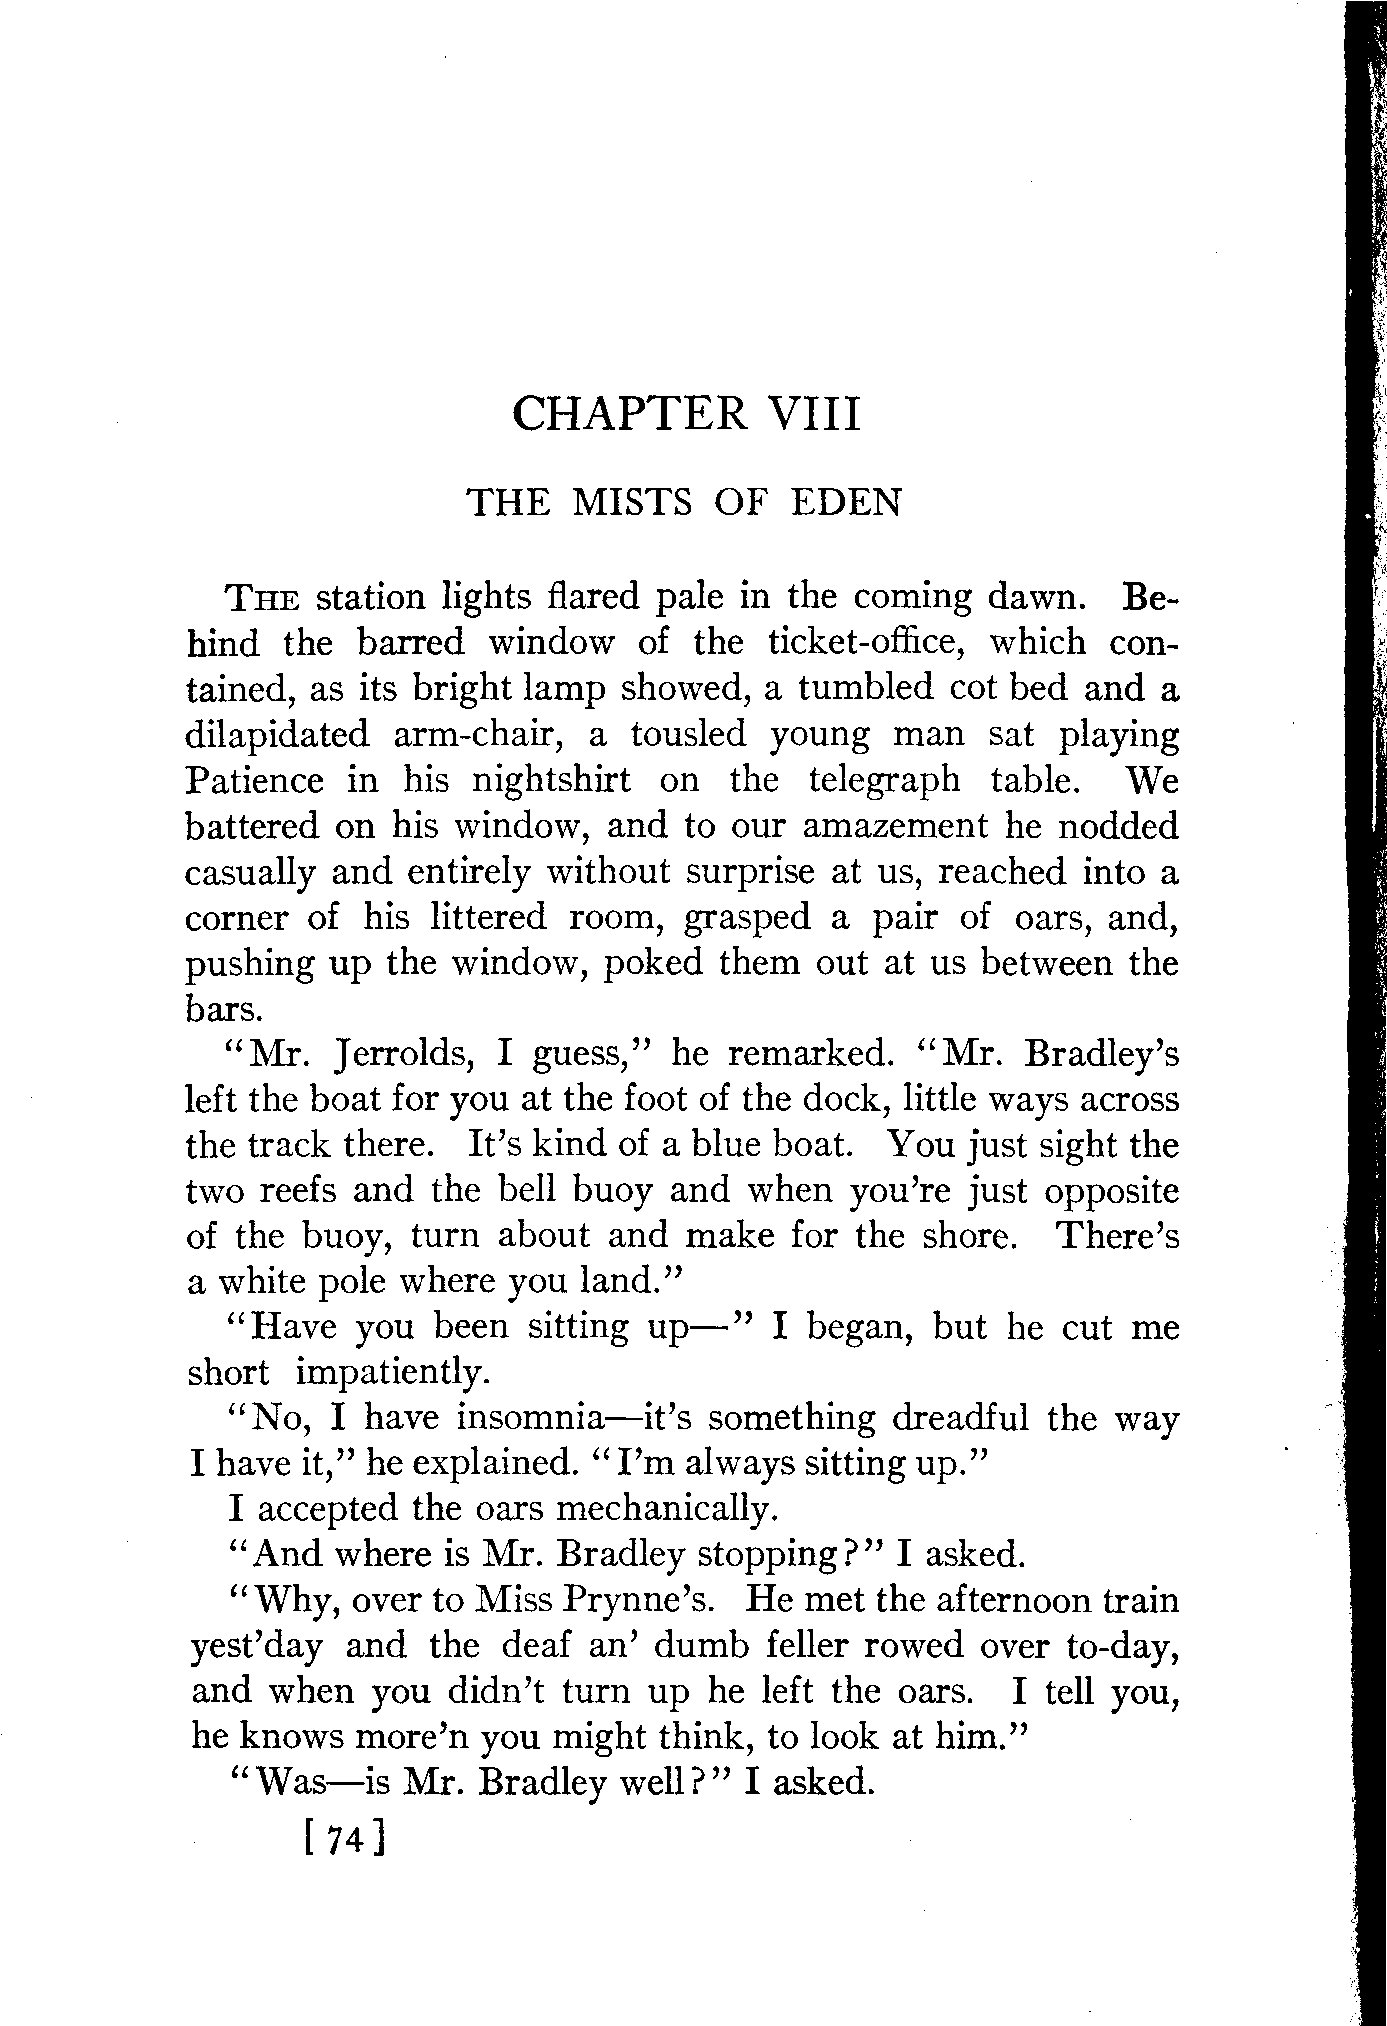 CHAPTER VIII
THE MISTS OF EDEN
THE station lights flared pale in the coming dawn. Be-
hind the barred window of the ticket-office, which con-
tained, as its bright lamp showed, a tumbled cot bed and a
dilapidated arm-chair, a tousled young man sat playing
Patience in his nightshirt on the telegraph table. We
battered on his window, and to our amazement he nodded
casually and entirely without surprise at us, reached into a
corner of his littered room, grasped a pair of oars, and,
pushing up the window, poked them out at us between the
bars.
"Mr. Jerrolds, I guess," he remarked. "Mr. Bradley's
left the boat for you at the foot of the dock, little ways across
the track there. It's kind of a blue boat. You just sight the
two reefs and the bell buoy and when you're just opposite
of the buoy, turn about and make for the shore. There's
a white pole where you land."
"Have you been sitting up—" I began, but he cut me
short impatiently.
"No, I have insomnia—it's something dreadful the way
I have it," he explained. "I'm always sitting up."
I accepted the oars mechanically.
"And where is Mr. Bradley stopping?" I asked.
"Why, over to Miss Prynne's. He met the afternoon train
yest'day and the deaf an' dumb feller rowed over to-day,
and when you didn't turn up he left the oars. I tell you,
he knows more'n you might think, to look at him."
"Was—is Mr. Bradley well?" I asked.
[74]